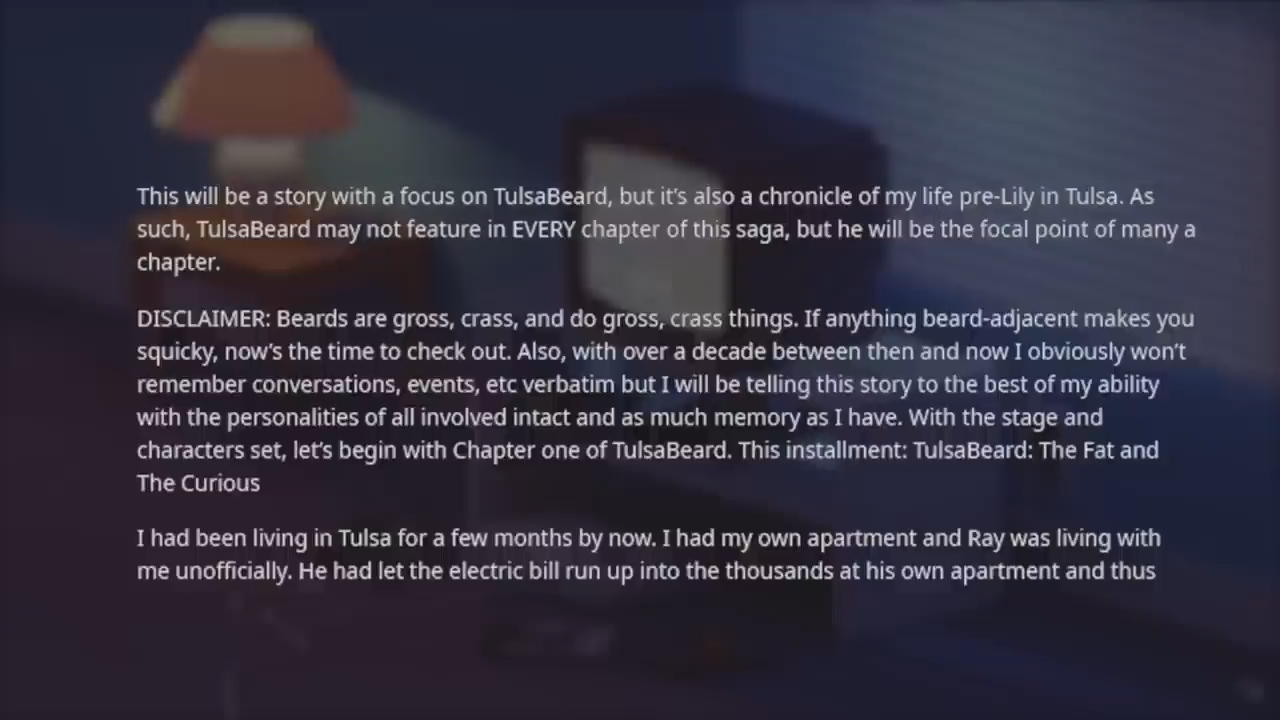 This will be a story with a focus on TulsaBeard, but it's also a chronicle of my life pre-Lily in Tulsa. As
such, TulsaBeard may not feature in EVERY chapter of this saga, but he will be the focal point of many a
chapter.
DISCLAIMER: Beards are gross, crass, and do gross, crass things. If anything beard-adjacent makes you
squicky, now's the time to check out. Also, with over a decade between then and now I obviously won't
remember conversations, events, etc verbatim but I will be telling this story to the best of my ability
with the personalities of all involved intact and as much memory as I have. With the stage and
characters set, let's begin with Chapter one of TulsaBeard. This installment: TulsaBeard: The Fat and
The Curious
I had been living in Tulsa for a few months by now. I had my own apartment and Ray was living with
me unofficially. He had let the electric bill run up into the thousands at his own apartment and thus